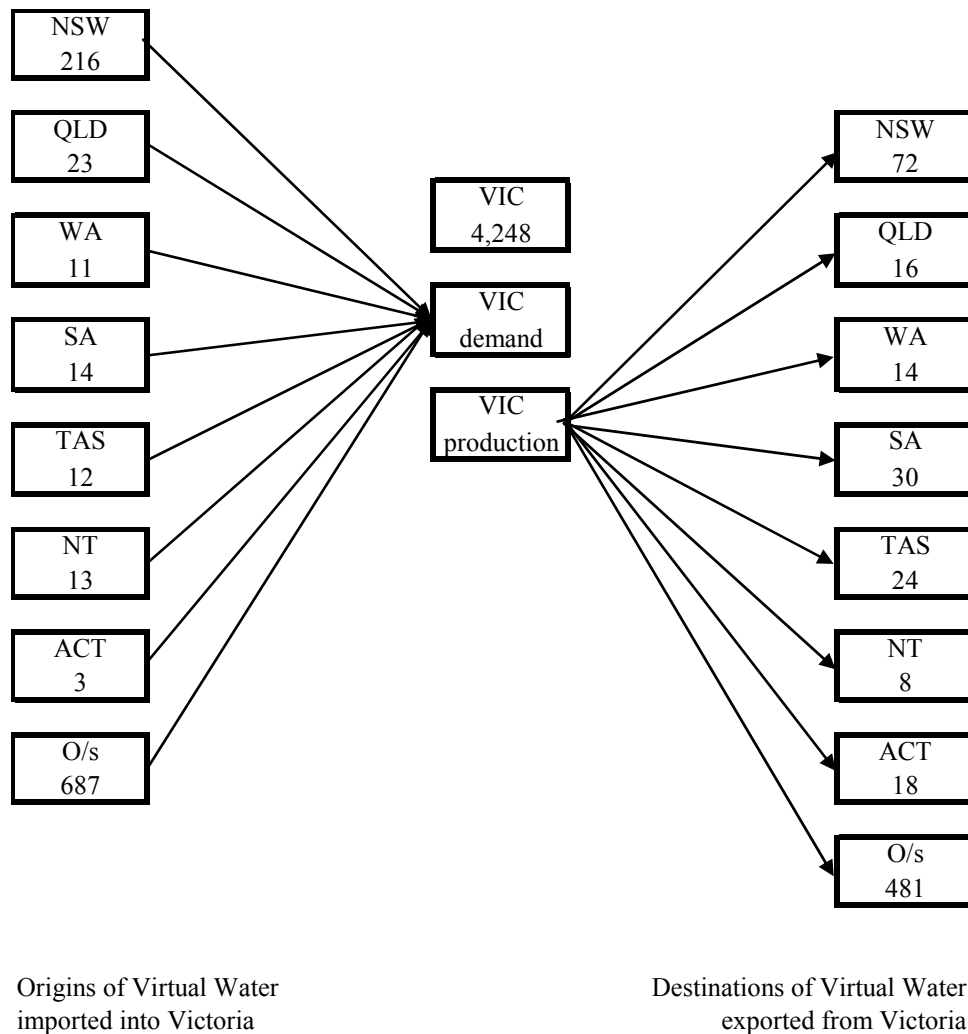 NSW
216
QLD
23
WA
11
SA
14
TAS
12
NT
13
ACT
3
O/s
687
VIC
4,248
VIC
demand
VIC
production
NSW
72
QLD
16
WA
14
SA
30
TAS
24
NT
8
ACT
18
O/s
481
Origins of Virtual Water
imported into Victoria
Destinations of Virtual Water
exported from Victoria